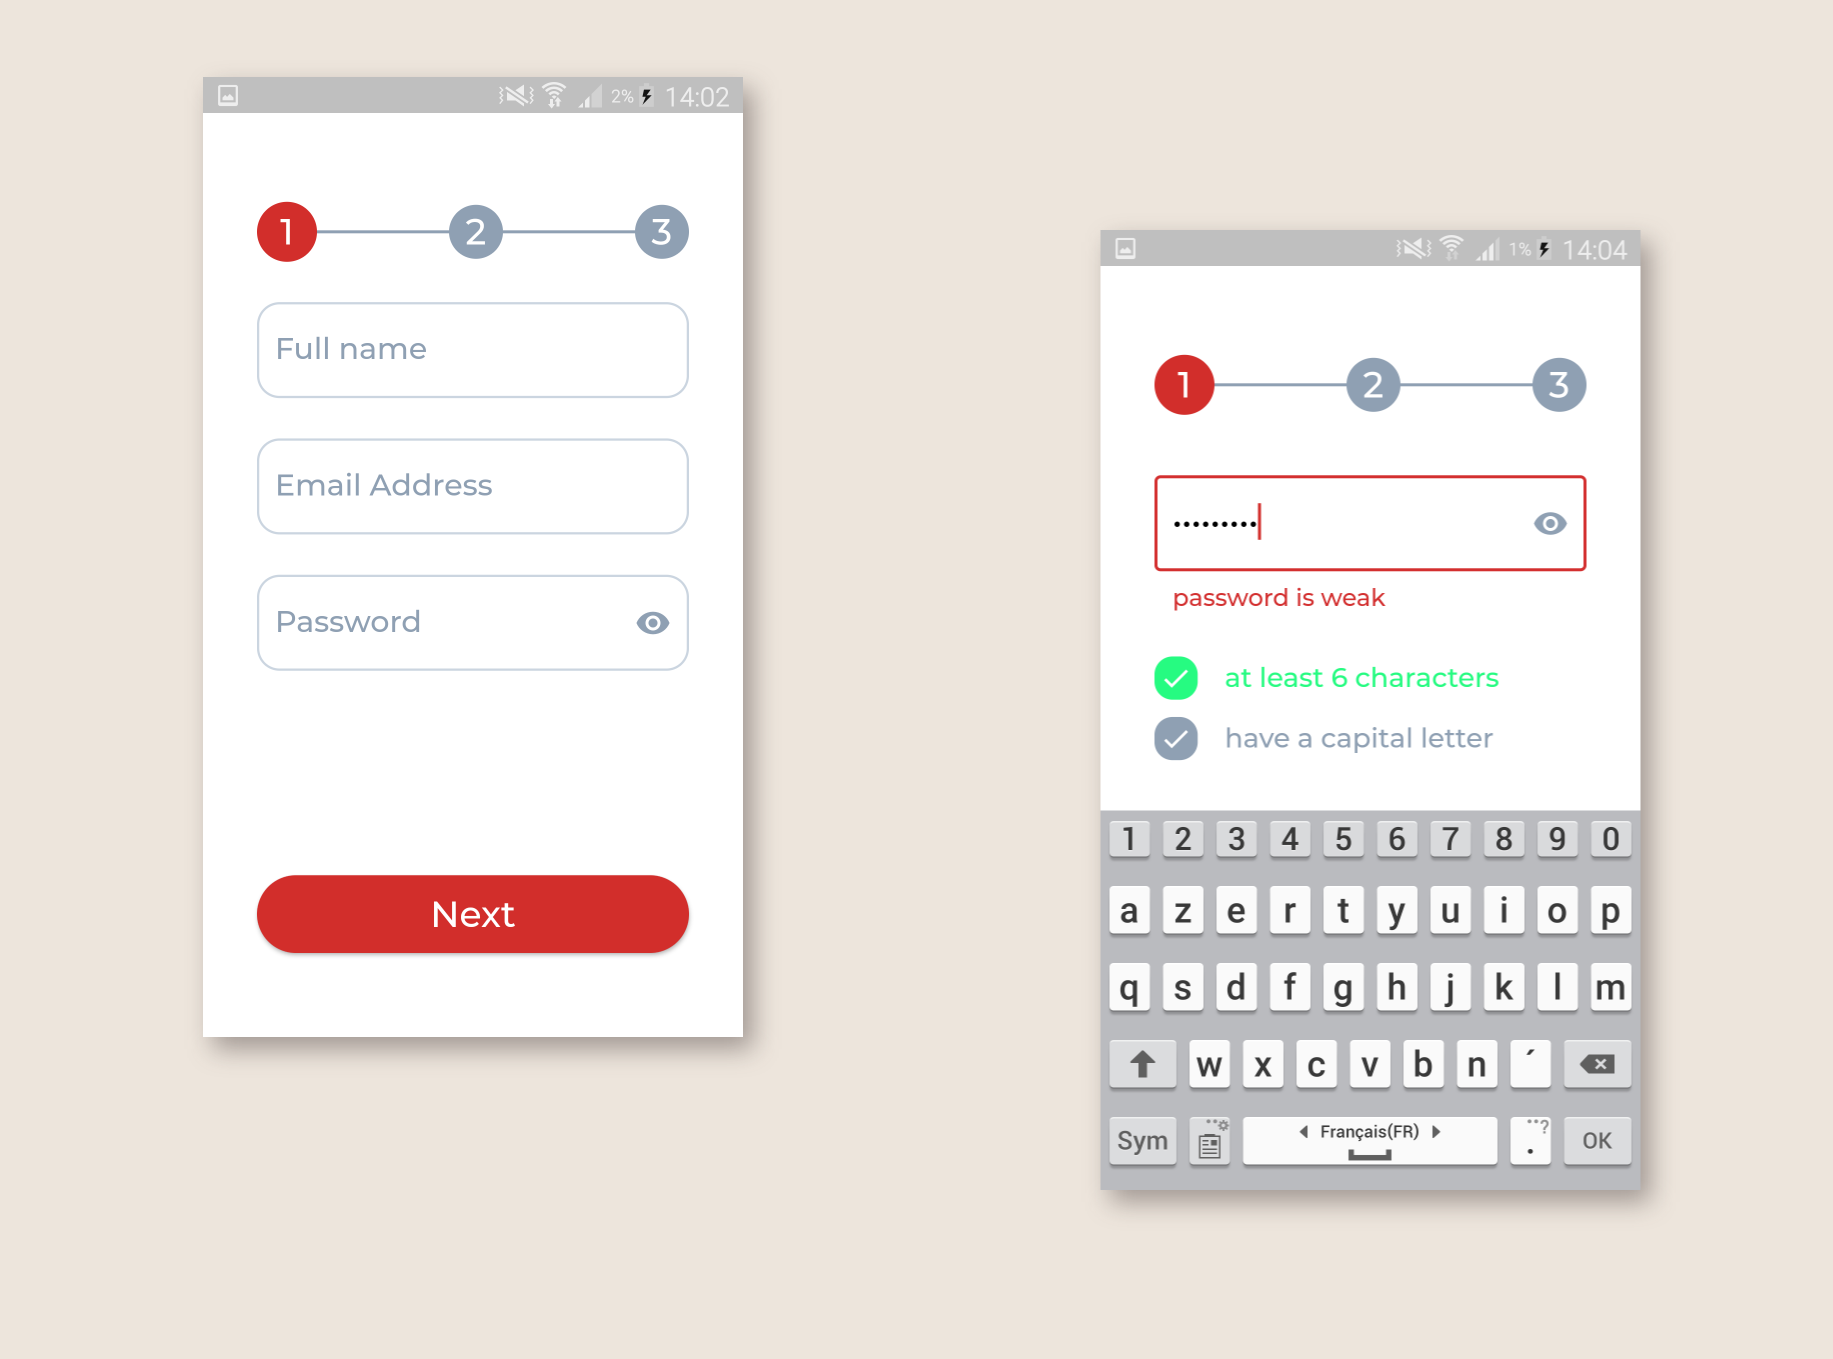 2% 14:02
1 2 3
Full name
Email Address
Password
Next
1% 14:04
1 2 3
•••••••••
password is weak
at least 6 characters
have a capital letter
1 2 3 4 5 6 7 8 9 0
a z e r t y u i o p
q s d f g h j k l m
w x c v b n ´
Sym Français(FR) . ? OK